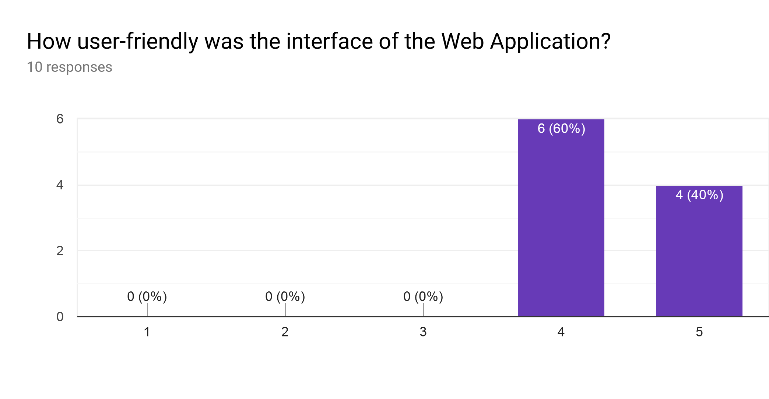 How user-friendly was the interface of the Web Application?
10 responses
6
6 (60%)
4
4 (40%)
2
0 (0%) 0 (0%) 0 (0%)
0
1 2 3 4 5